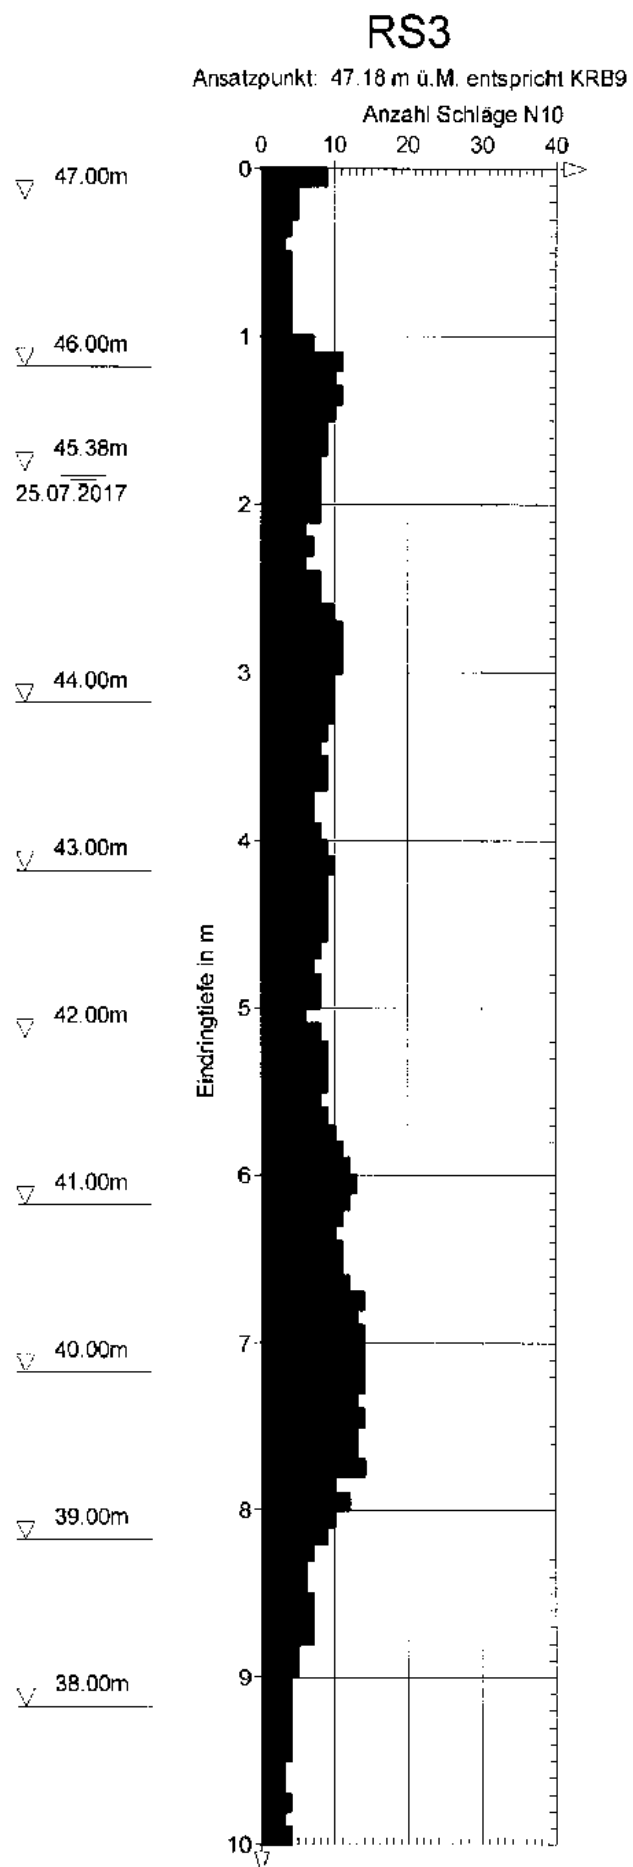 RS3
Ansatzpunkt: 47.18 m ü.M. entspricht KRB9
Anzahl Schläge N10
0 10 20 30 40
0
47.00m
1
46.00m
45.38m
25.07.2017
2
3
44.00m
4
43.00m
Eindringtiefe in m
5
42.00m
6
41.00m
7
40.00m
8
39.00m
9
38.00m
10